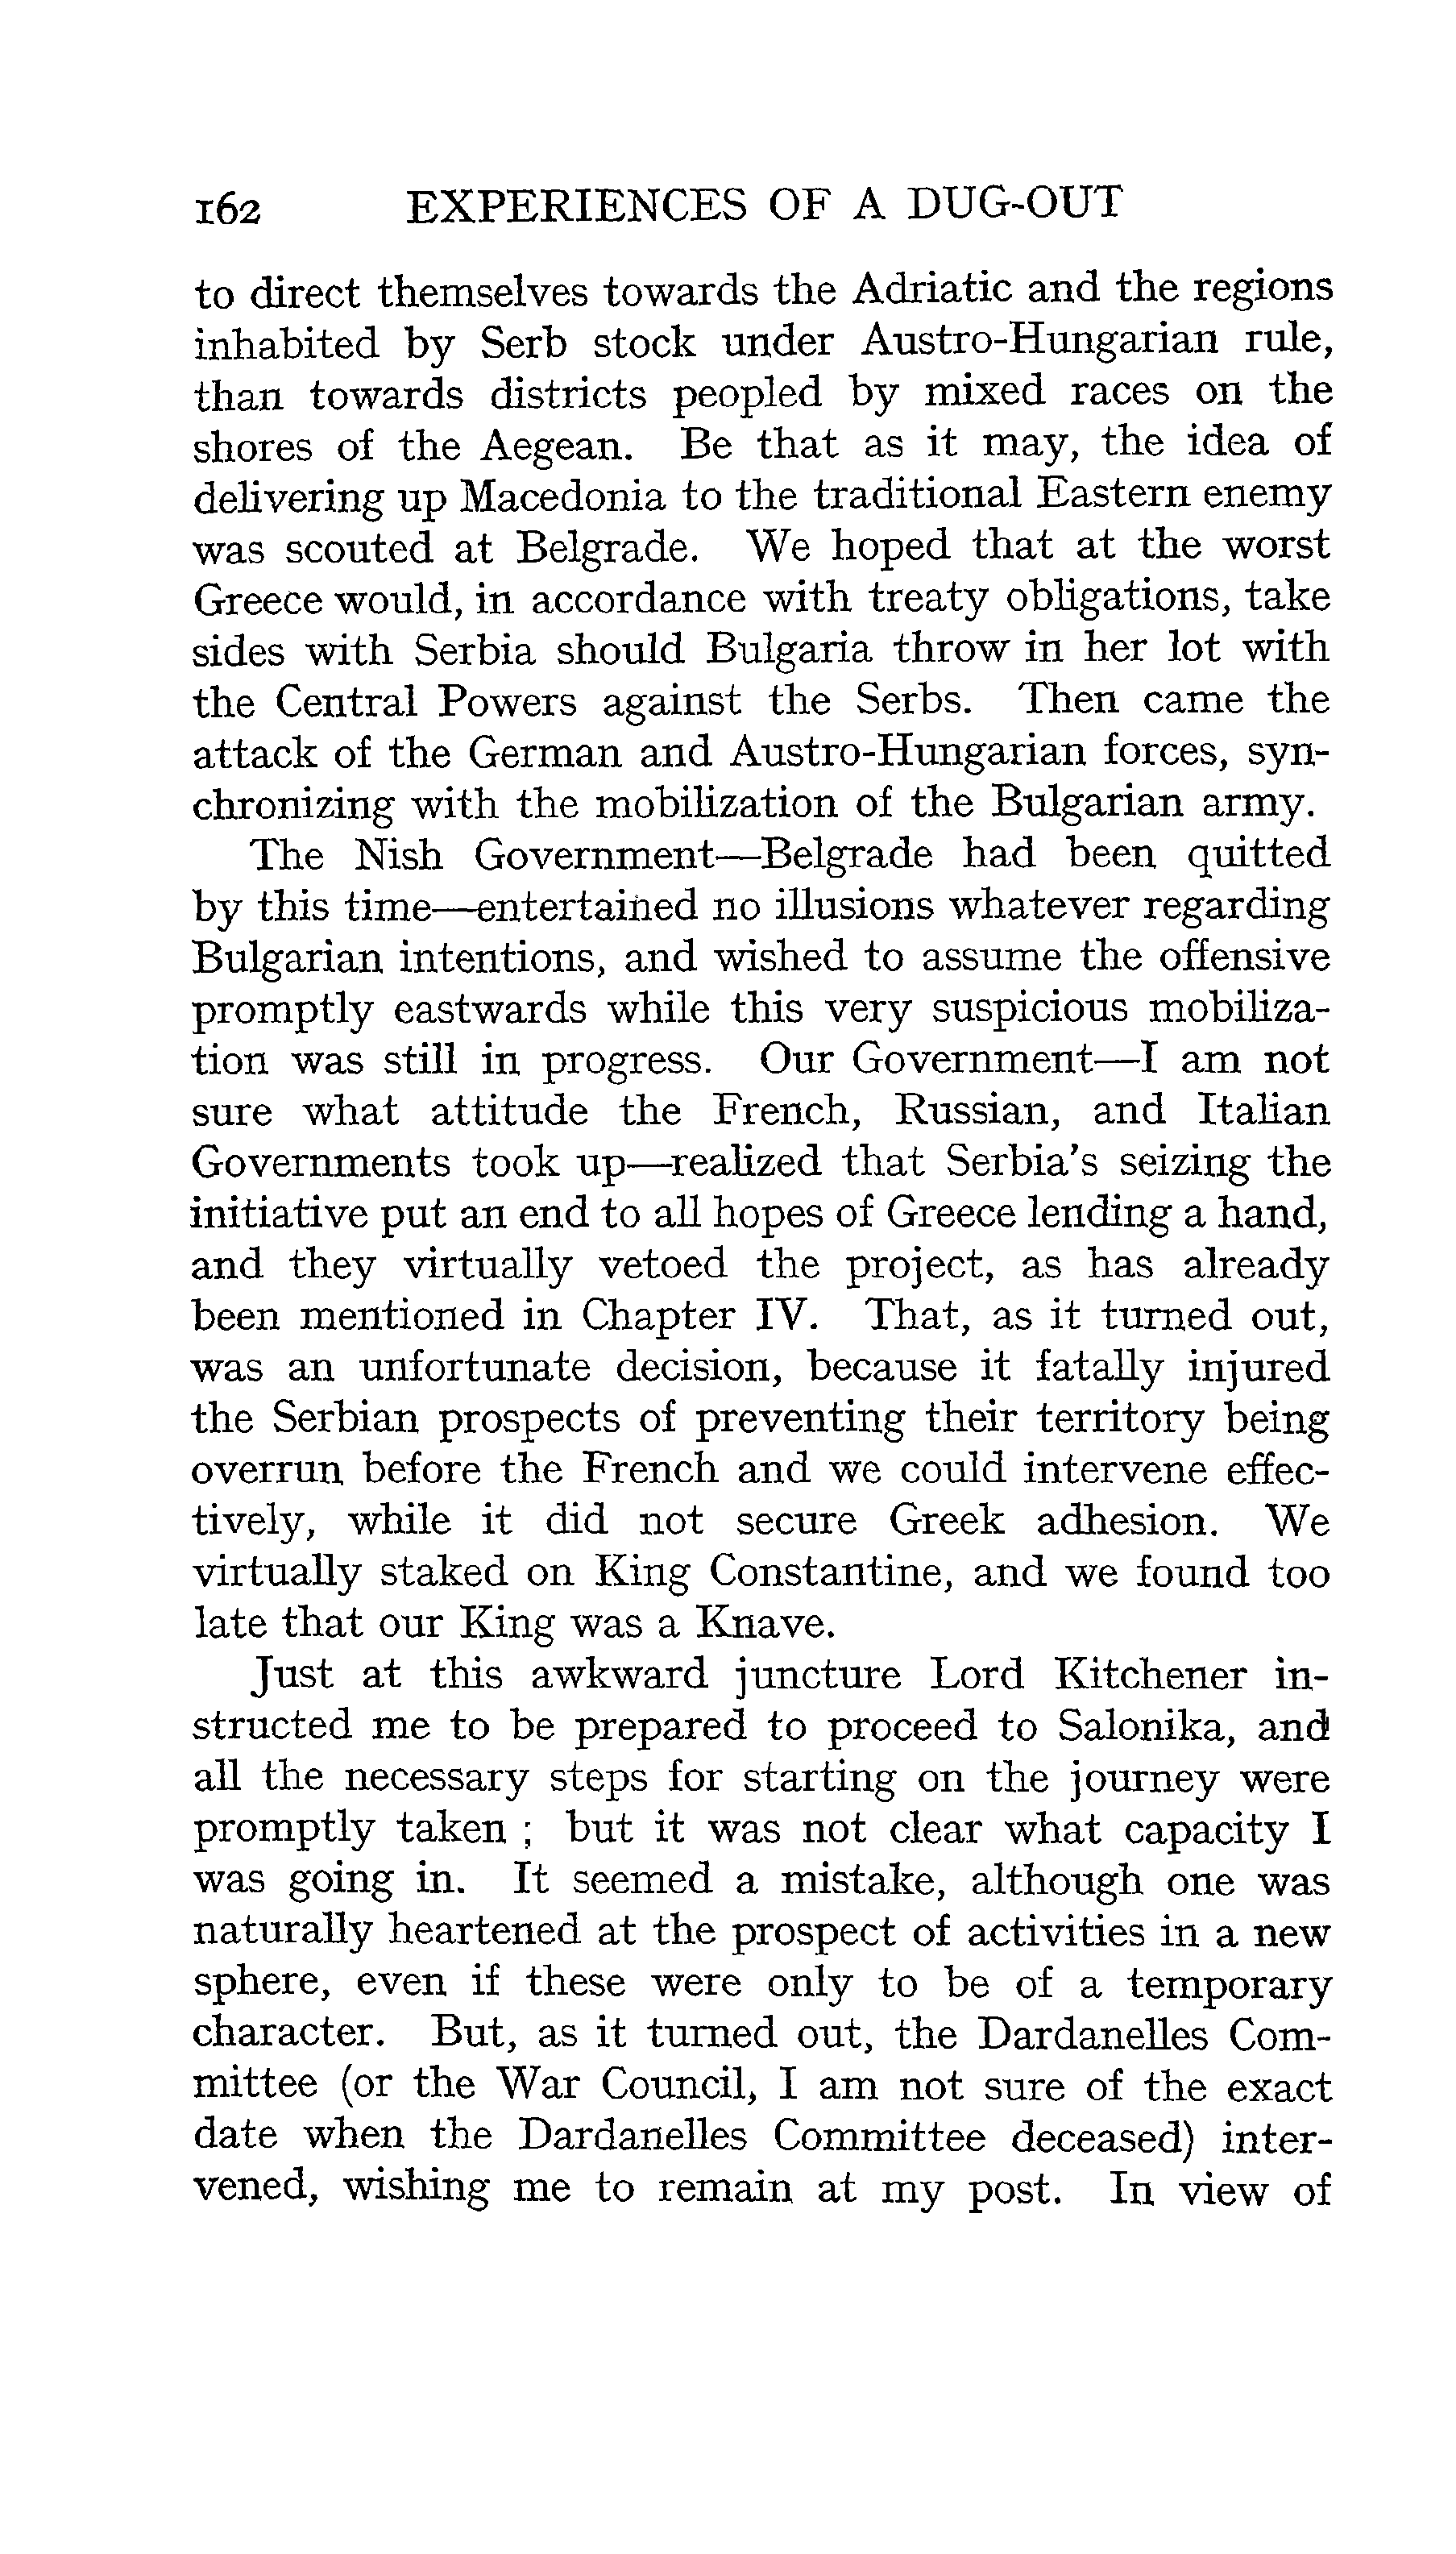 162 EXPERIENCES OF A DUG-OUT
to direct themselves towards the Adriatic and the regions
inhabited by Serb stock under Austro-Hungarian rule,
than towards districts peopled by mixed races on the
shores of the Aegean. Be that as it may, the idea of
delivering up Macedonia to the traditional Eastern enemy
was scouted at Belgrade. We hoped that at the worst
Greece would, in accordance with treaty obligations, take
sides with Serbia should Bulgaria throw in her lot with
the Central Powers against the Serbs. Then came the
attack of the German and Austro-Hungarian forces, syn-
chronizing with the mobilization of the Bulgarian army.
The Nish Government—Belgrade had been quitted
by this time—entertained no illusions whatever regarding
Bulgarian intentions, and wished to assume the offensive
promptly eastwards while this very suspicious mobiliza-
tion was still in progress. Our Government—I am not
sure what attitude the French, Russian, and Italian
Governments took up—realized that Serbia's seizing the
initiative put an end to all hopes of Greece lending a hand,
and they virtually vetoed the project, as has already
been mentioned in Chapter IV. That, as it turned out,
was an unfortunate decision, because it fatally injured
the Serbian prospects of preventing their territory being
overrun before the French and we could intervene effec-
tively, while it did not secure Greek adhesion. We
virtually staked on King Constantine, and we found too
late that our King was a Knave.
Just at this awkward juncture Lord Kitchener in-
structed me to be prepared to proceed to Salonika, and
all the necessary steps for starting on the journey were
promptly taken ; but it was not clear what capacity I
was going in. It seemed a mistake, although one was
naturally heartened at the prospect of activities in a new
sphere, even if these were only to be of a temporary
character. But, as it turned out, the Dardanelles Com-
mittee (or the War Council, I am not sure of the exact
date when the Dardanelles Committee deceased) inter-
vened, wishing me to remain at my post. In view of